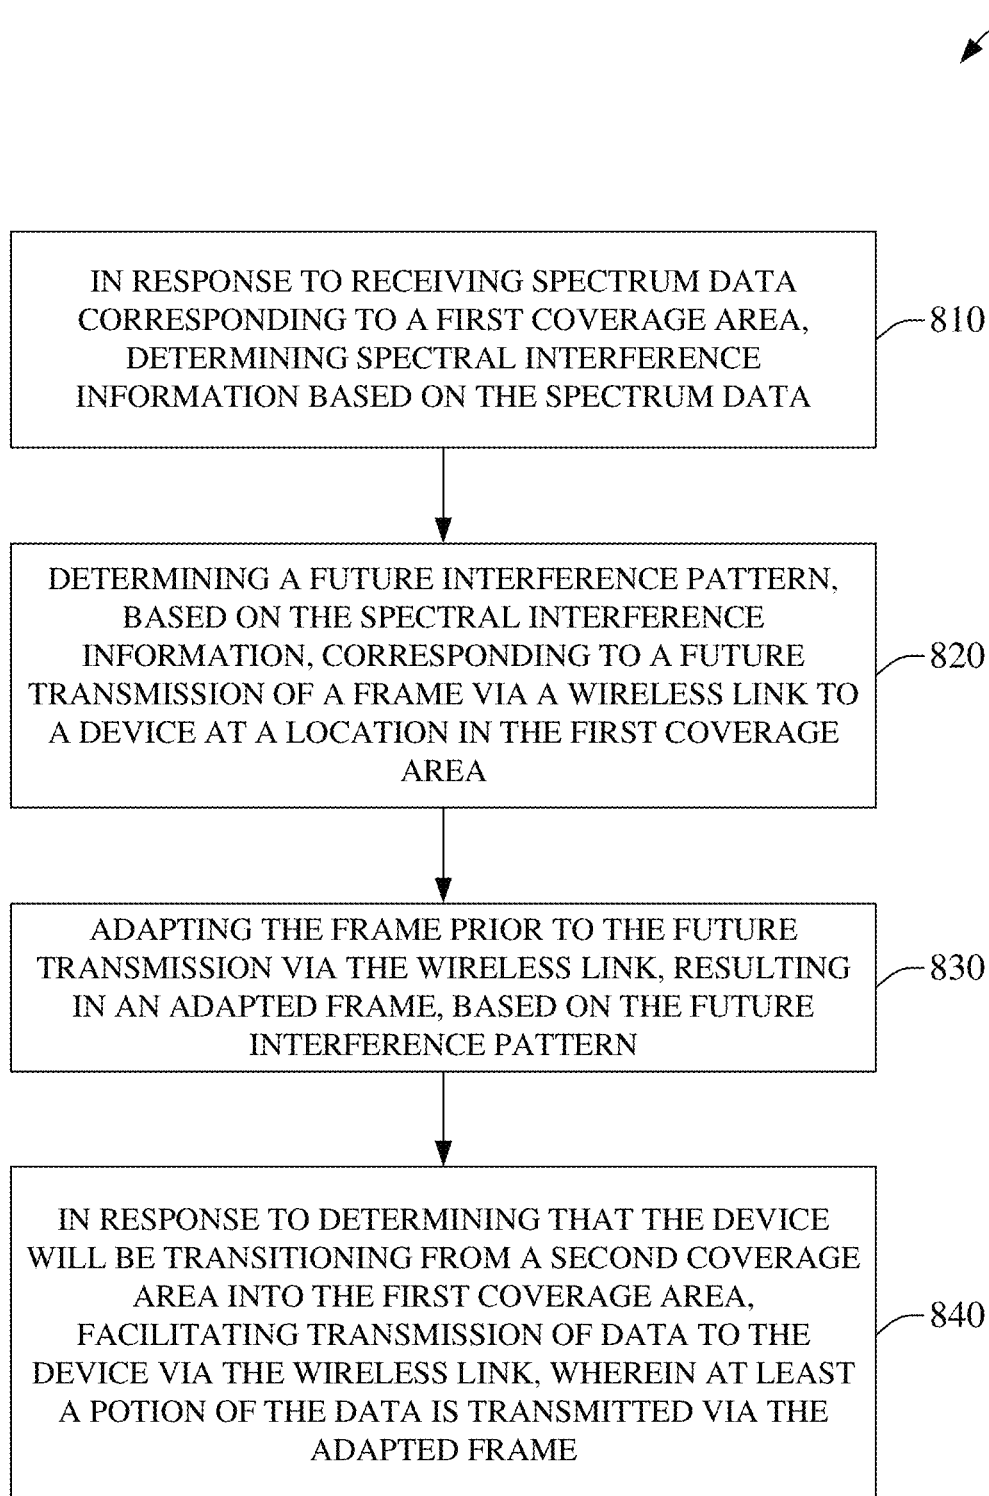 IN RESPONSE TO RECEIVING SPECTRUM DATA
CORRESPONDING TO A FIRST COVERAGE AREA,
DETERMINING SPECTRAL INTERFERENCE
INFORMATION BASED ON THE SPECTRUM DATA
810
DETERMINING A FUTURE INTERFERENCE PATTERN,
BASED ON THE SPECTRAL INTERFERENCE
INFORMATION, CORRESPONDING TO A FUTURE
TRANSMISSION OF A FRAME VIA A WIRELESS LINK TO
A DEVICE AT A LOCATION IN THE FIRST COVERAGE
AREA
820
ADAPTING THE FRAME PRIOR TO THE FUTURE
TRANSMISSION VIA THE WIRELESS LINK, RESULTING
IN AN ADAPTED FRAME, BASED ON THE FUTURE
INTERFERENCE PATTERN
830
IN RESPONSE TO DETERMINING THAT THE DEVICE
WILL BE TRANSITIONING FROM A SECOND COVERAGE
AREA INTO THE FIRST COVERAGE AREA,
FACILITATING TRANSMISSION OF DATA TO THE
DEVICE VIA THE WIRELESS LINK, WHEREIN AT LEAST
A POTION OF THE DATA IS TRANSMITTED VIA THE
ADAPTED FRAME
840